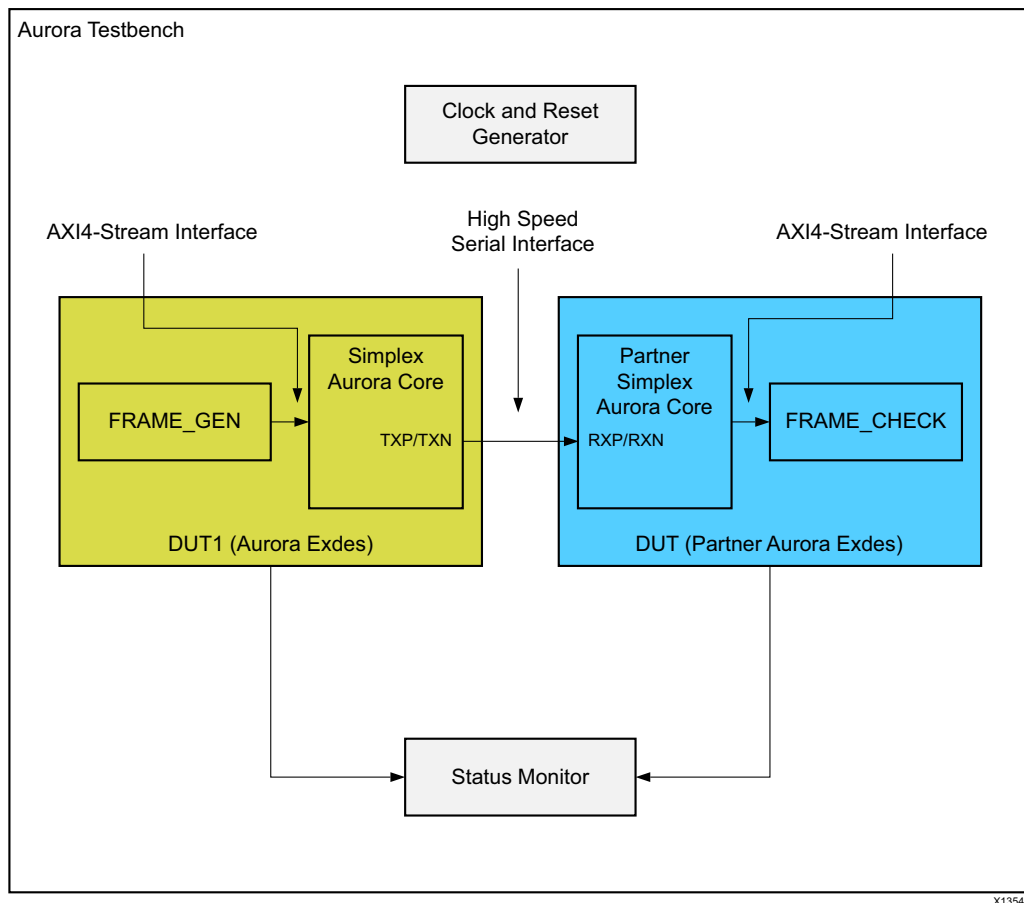 Aurora Testbench
Clock and Reset
Generator
AXI4-Stream Interface
High Speed
Serial Interface
AXI4-Stream Interface
FRAME_GEN
Simplex
Aurora Core
TXP/TXN
DUT1 (Aurora Exdes)
Partner
Simplex
Aurora Core
RXP/RXN
FRAME_CHECK
DUT (Partner Aurora Exdes)
Status Monitor
X1354